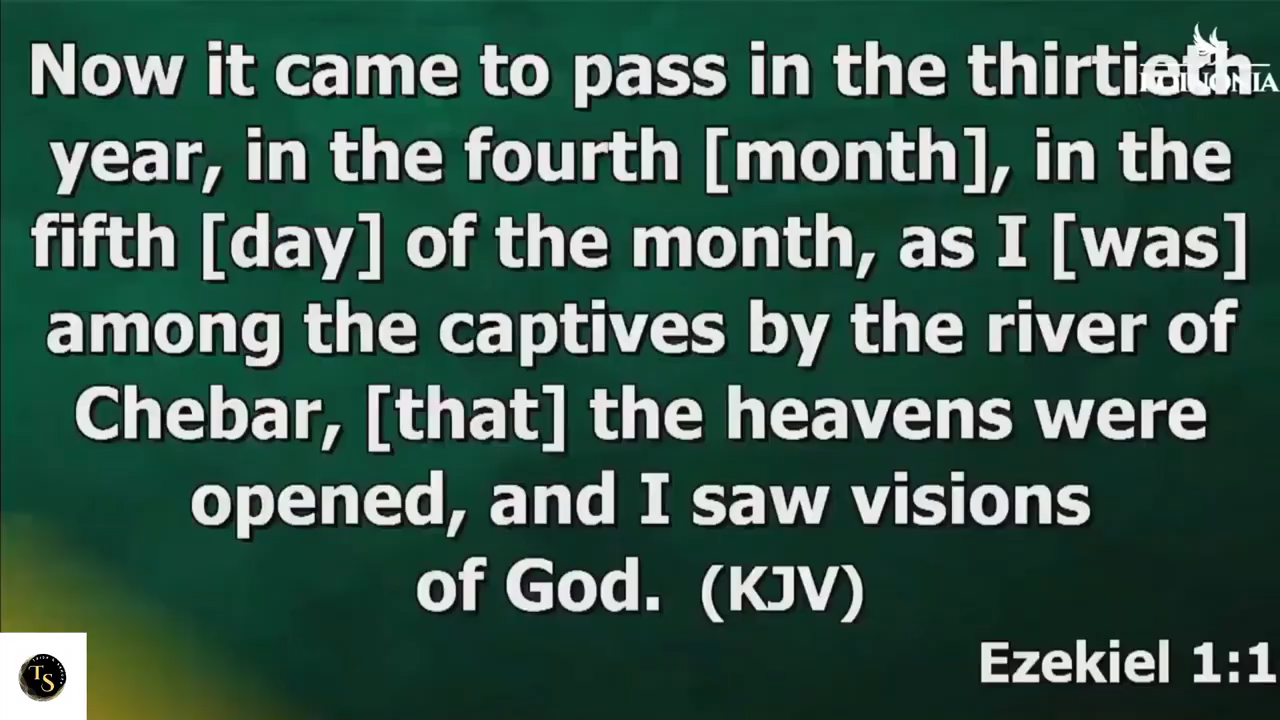 Now it came to pass in the thirtieth
KOINONIA
year, in the fourth [month], in the
fifth [day] of the month, as I [was]
among the captives by the river of
Chebar, [that] the heavens were
opened, and I saw visions
of God. (KJV)
Ezekiel 1:1
TS